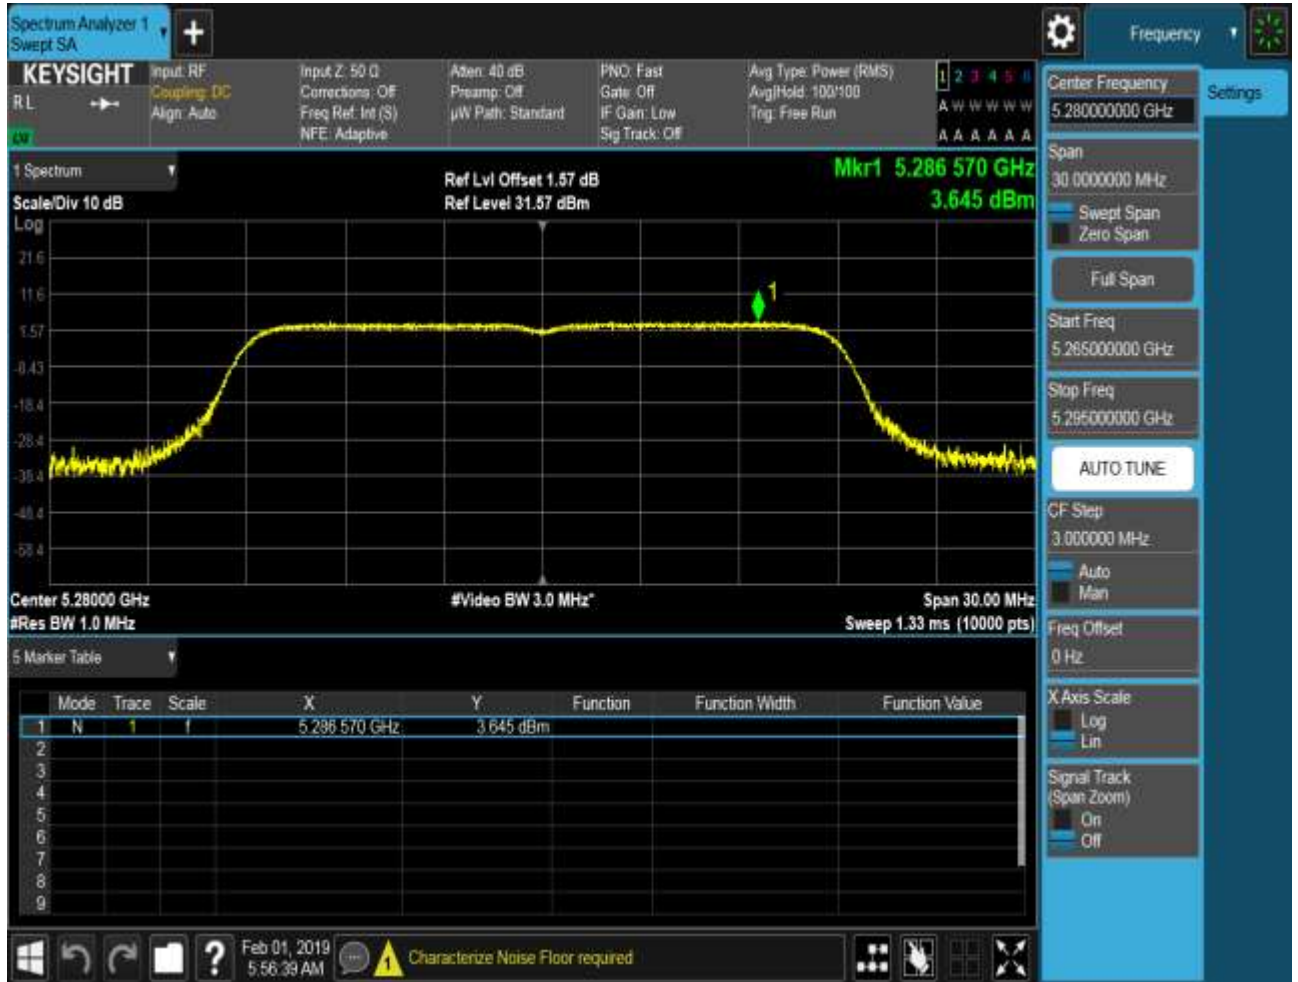 Spectrum Analyzer 1
Swept SA
+
Frequency
KEYSIGHT
RL
Input: RF
Coupling: DC
Align: Auto
Input Z: 50 Ω
Corrections: Off
Freq Ref: Int (S)
NFE: Adaptive
Atten: 40 dB
Preamp: Off
µW Path: Standard
PNO: Fast
Gate: Off
IF Gain: Low
Sig Track: Off
Avg Type: Power (RMS)
Avg|Hold: 100/100
Trig: Free Run
1 2 3 4 5 6
A W W W W W
A A A A A A
1 Spectrum
Scale/Div 10 dB
Ref Lvl Offset 1.57 dB
Ref Level 31.57 dBm
Mkr1 5.286 570 GHz
3.645 dBm
Log
21.6
11.6
1.57
-8.43
-18.4
-28.4
-38.4
-48.4
-58.4
1
Center 5.28000 GHz
#Res BW 1.0 MHz
#Video BW 3.0 MHz*
Span 30.00 MHz
Sweep 1.33 ms (10000 pts)
5 Marker Table
Mode Trace Scale X Y Function Function Width Function Value
1 N 1 f 5.286 570 GHz 3.645 dBm
2
3
4
5
6
7
8
9
Center Frequency
5.280000000 GHz
Settings
Span
30.0000000 MHz
Swept Span
Zero Span
Full Span
Start Freq
5.265000000 GHz
Stop Freq
5.295000000 GHz
AUTO TUNE
CF Step
3.000000 MHz
Auto
Man
Freq Offset
0 Hz
X Axis Scale
Log
Lin
Signal Track
(Span Zoom)
On
Off
?
Feb 01, 2019
5:56:39 AM
1
Characterize Noise Floor required